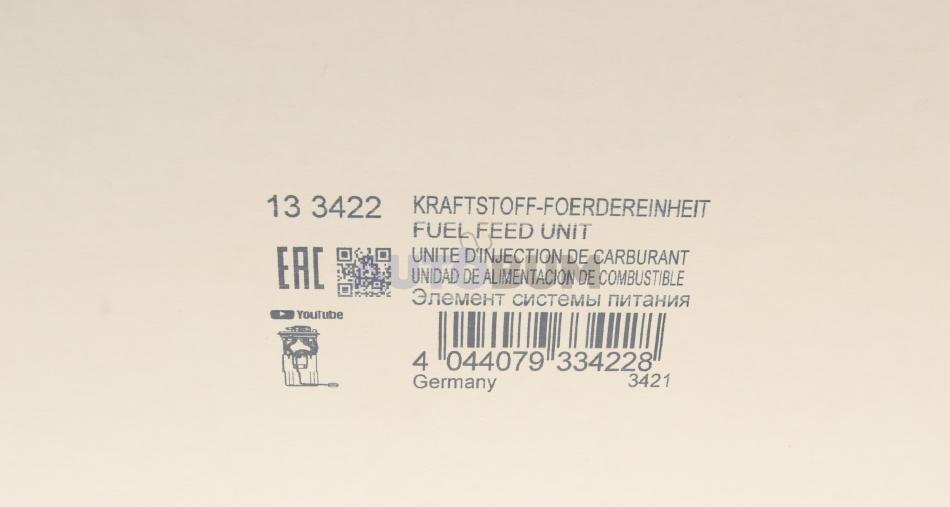 13 3422
KRAFTSTOFF-FOERDEREINHEIT
FUEL FEED UNIT
UNITE D'INJECTION DE CARBURANT
UNIDAD DE ALIMENTACION DE COMBUSTIBLE
Элемент системы питания
EAC
AUTODUM
YouTube
4 044079 334228
Germany
3421